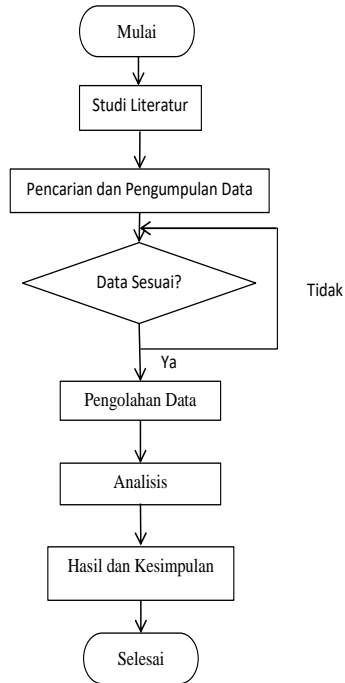 Mulai
Studi Literatur
Pencarian dan Pengumpulan Data
Data Sesuai?
Tidak
Ya
Pengolahan Data
Analisis
Hasil dan Kesimpulan
Selesai